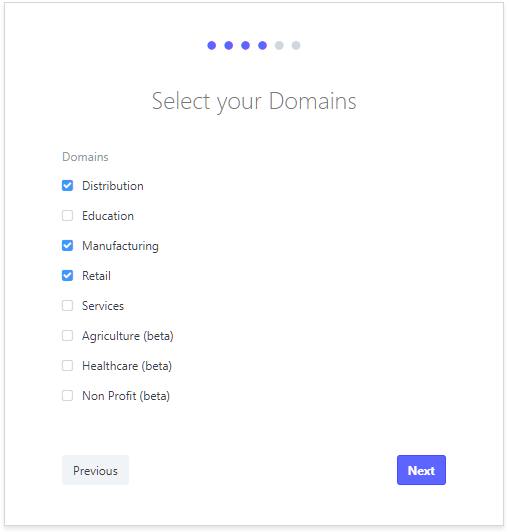 Select your Domains
Domains
Distribution
Education
Manufacturing
Retail
Services
Agriculture (beta)
Healthcare (beta)
Non Profit (beta)
Previous
Next